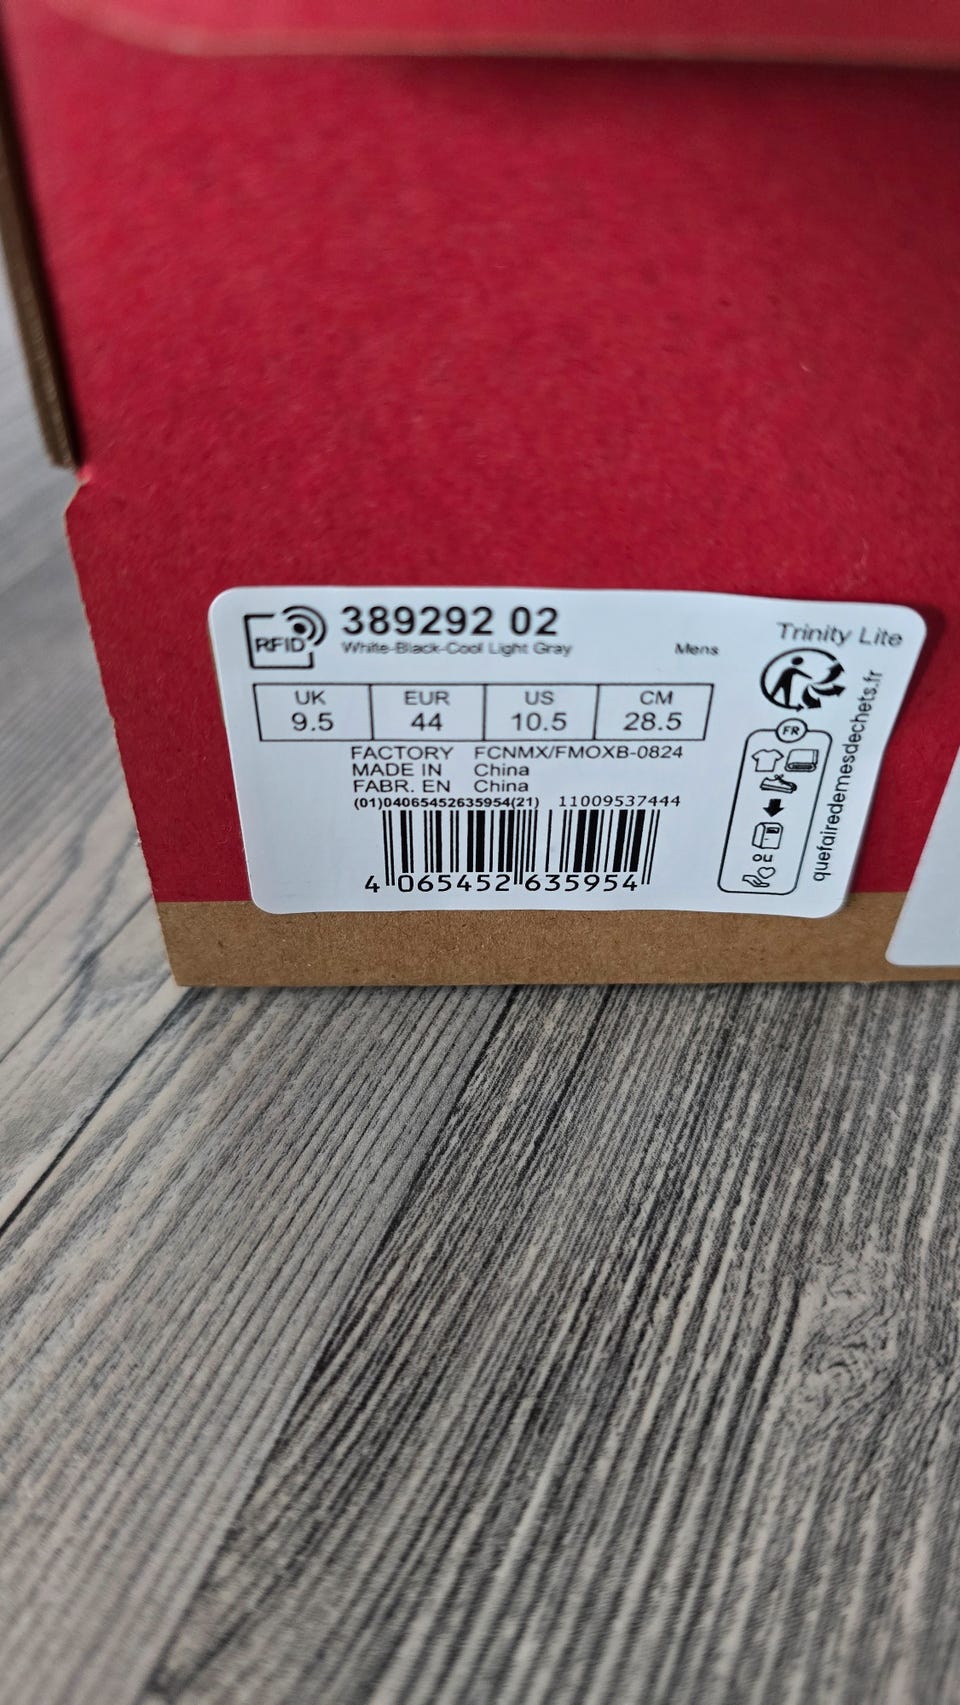 RFID
389292 02
White-Black-Cool Light Gray
Mens
Trinity Lite
UK EUR US CM
9.5 44 10.5 28.5
FACTORY FCNMX/FMOXB-0824
MADE IN China
FABR. EN China
(01)04065452635954(21) 11009537444
4 065452 635954
FR
ou
quefairedemesdechets.fr